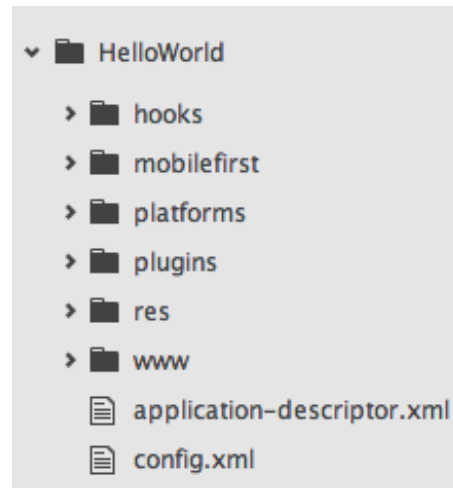 HelloWorld
hooks
mobilefirst
platforms
plugins
res
www
application-descriptor.xml
config.xml